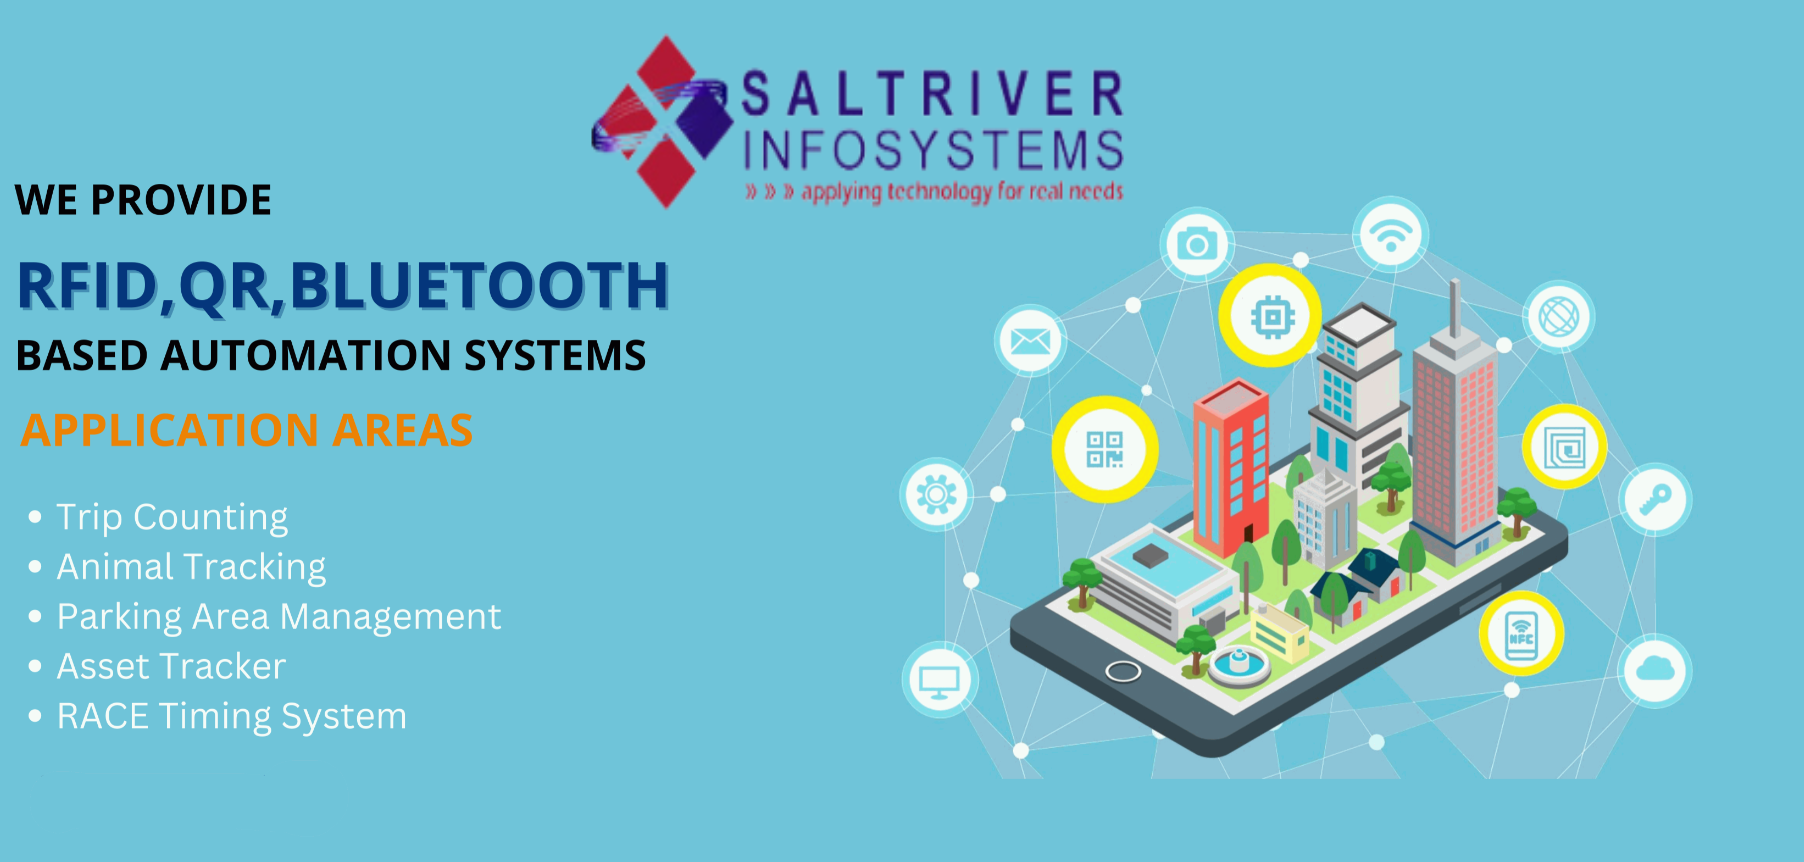 SALTRIVER
INFOSYSTEMS
»»» applying technology for real needs
WE PROVIDE
RFID,QR,BLUETOOTH
BASED AUTOMATION SYSTEMS
APPLICATION AREAS
• Trip Counting
• Animal Tracking
• Parking Area Management
• Asset Tracker
• RACE Timing System
NFC